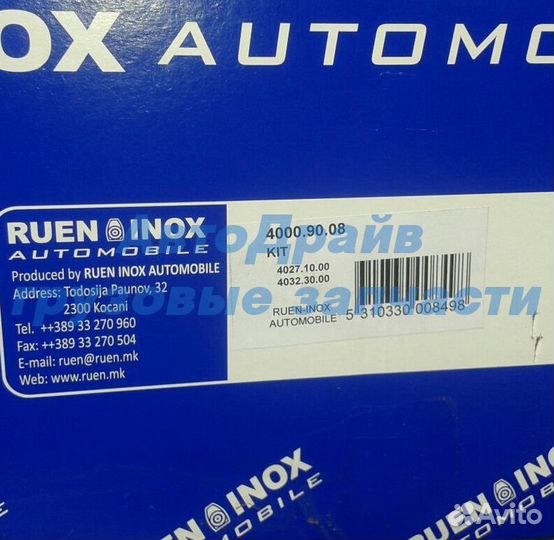 NOX AUTOMO
RUEN INOX
AUTOMOBILE
Produced by RUEN INOX AUTOMOBILE
Address: Todosija Paunov, 32
2300 Kocani
Tel. ++389 33 270 960
Fax: ++389 33 270 504
E-mail: ruen@ruen.mk
Web: www.ruen.mk
4000.90.08
KIT
4027.10.00
4032.30.00
RUEN-INOX
AUTOMOBILE
5 310330 008498
АвтоДрайв
грузовые запчасти
RUEN INOX
AUTOMOBILE
RUEN IN
AUTOMOBI
Avito